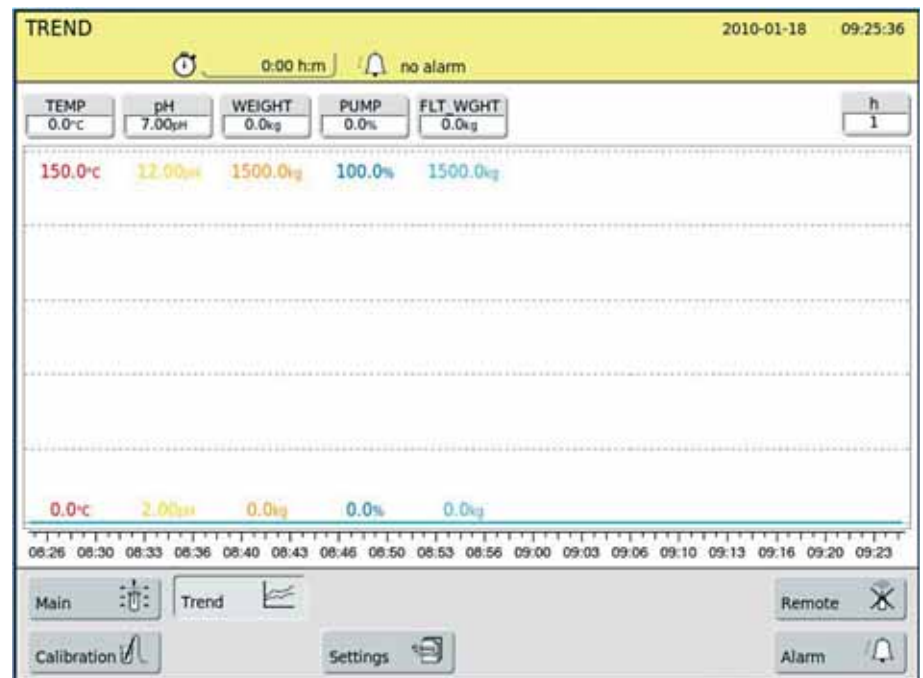 TREND 2010-01-18 09:25:36
0:00 h:m no alarm
TEMP pH WEIGHT PUMP FLT_WGHT h
0.0°C 7.00pH 0.0kg 0.0% 0.0kg 1
150.0°C 12.00pH 1500.0kg 100.0% 1500.0kg
0.0°C 2.00pH 0.0kg 0.0% 0.0kg
08:26 08:30 08:33 08:36 08:40 08:43 08:46 08:50 08:53 08:56 09:00 09:03 09:06 09:10 09:13 09:16 09:20 09:23
Main Trend Remote
Calibration Settings Alarm